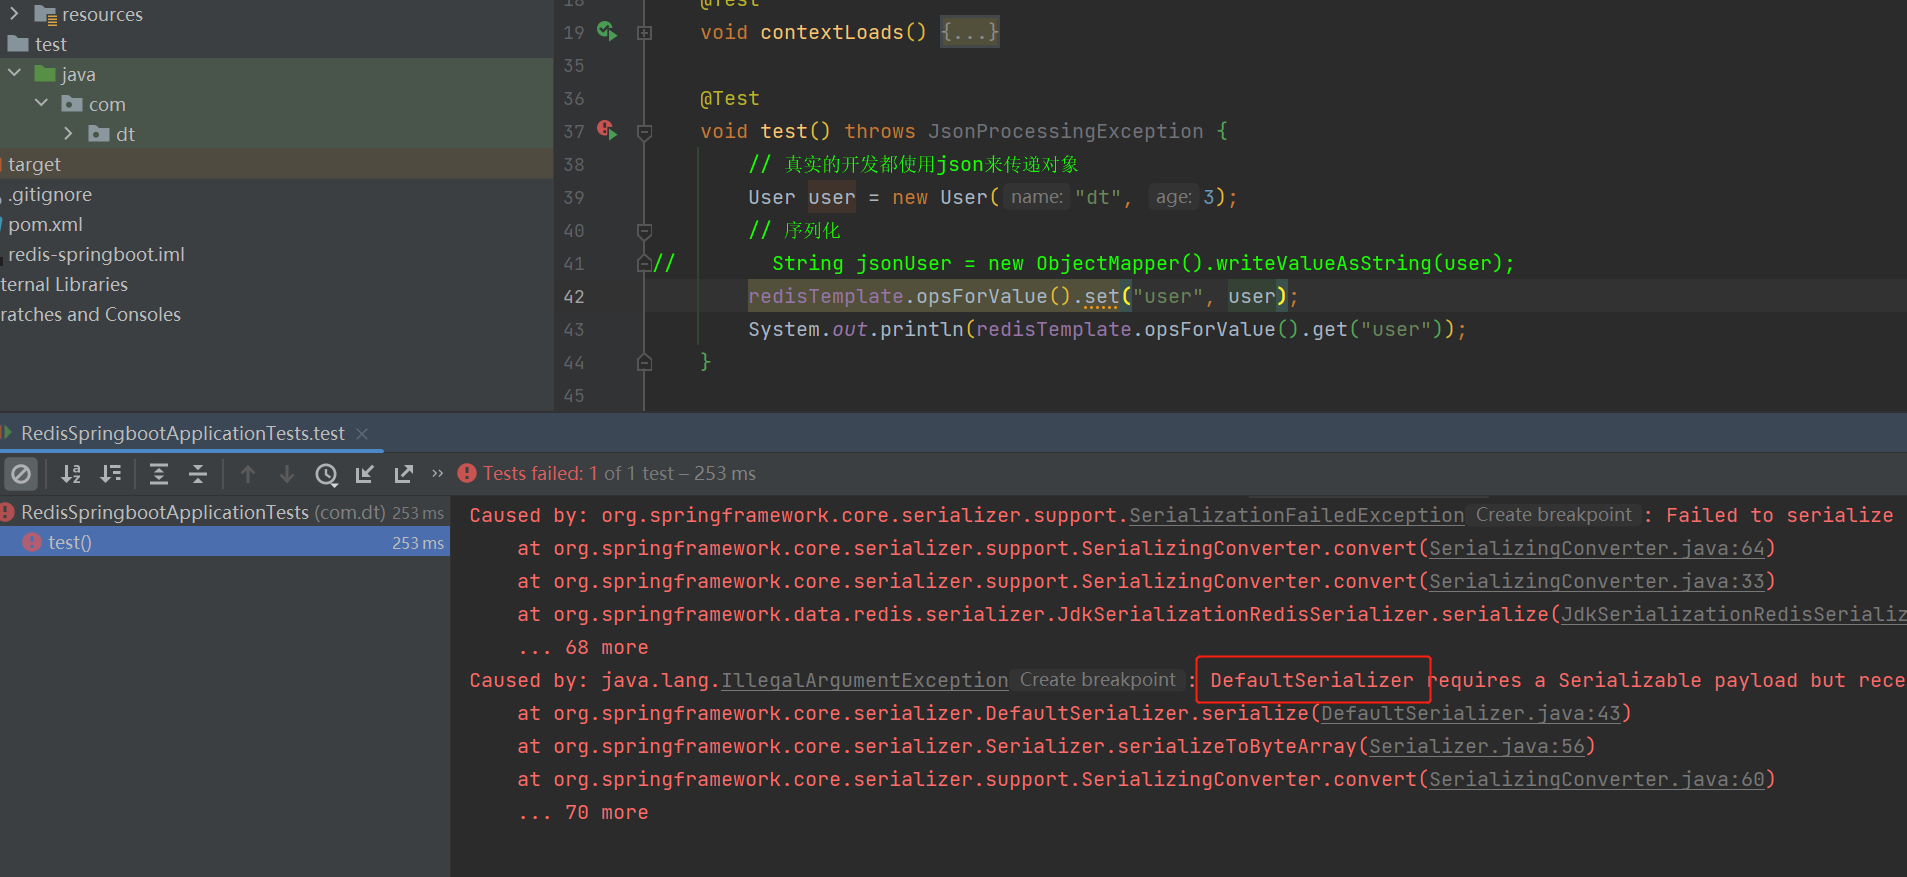 resources
test
java
com
dt
target
.gitignore
pom.xml
redis-springboot.iml
ternal Libraries
ratches and Consoles
18 @Test
19 void contextLoads() {...}
35
36 @Test
37 void test() throws JsonProcessingException {
38 // 真实的开发都使用json来传递对象
39 User user = new User( name: "dt", age: 3);
40 // 序列化
41 // String jsonUser = new ObjectMapper().writeValueAsString(user);
42 redisTemplate.opsForValue().set("user", user);
43 System.out.println(redisTemplate.opsForValue().get("user"));
44 }
45
RedisSpringbootApplicationTests.test ×
» Tests failed: 1 of 1 test – 253 ms
RedisSpringbootApplicationTests (com.dt) 253 ms
test() 253 ms
Caused by: org.springframework.core.serializer.support.SerializationFailedException Create breakpoint : Failed to serialize
at org.springframework.core.serializer.support.SerializingConverter.convert(SerializingConverter.java:64)
at org.springframework.core.serializer.support.SerializingConverter.convert(SerializingConverter.java:33)
at org.springframework.data.redis.serializer.JdkSerializationRedisSerializer.serialize(JdkSerializationRedisSerializ
... 68 more
Caused by: java.lang.IllegalArgumentException Create breakpoint : DefaultSerializer requires a Serializable payload but rece
at org.springframework.core.serializer.DefaultSerializer.serialize(DefaultSerializer.java:43)
at org.springframework.core.serializer.Serializer.serializeToByteArray(Serializer.java:56)
at org.springframework.core.serializer.support.SerializingConverter.convert(SerializingConverter.java:60)
... 70 more